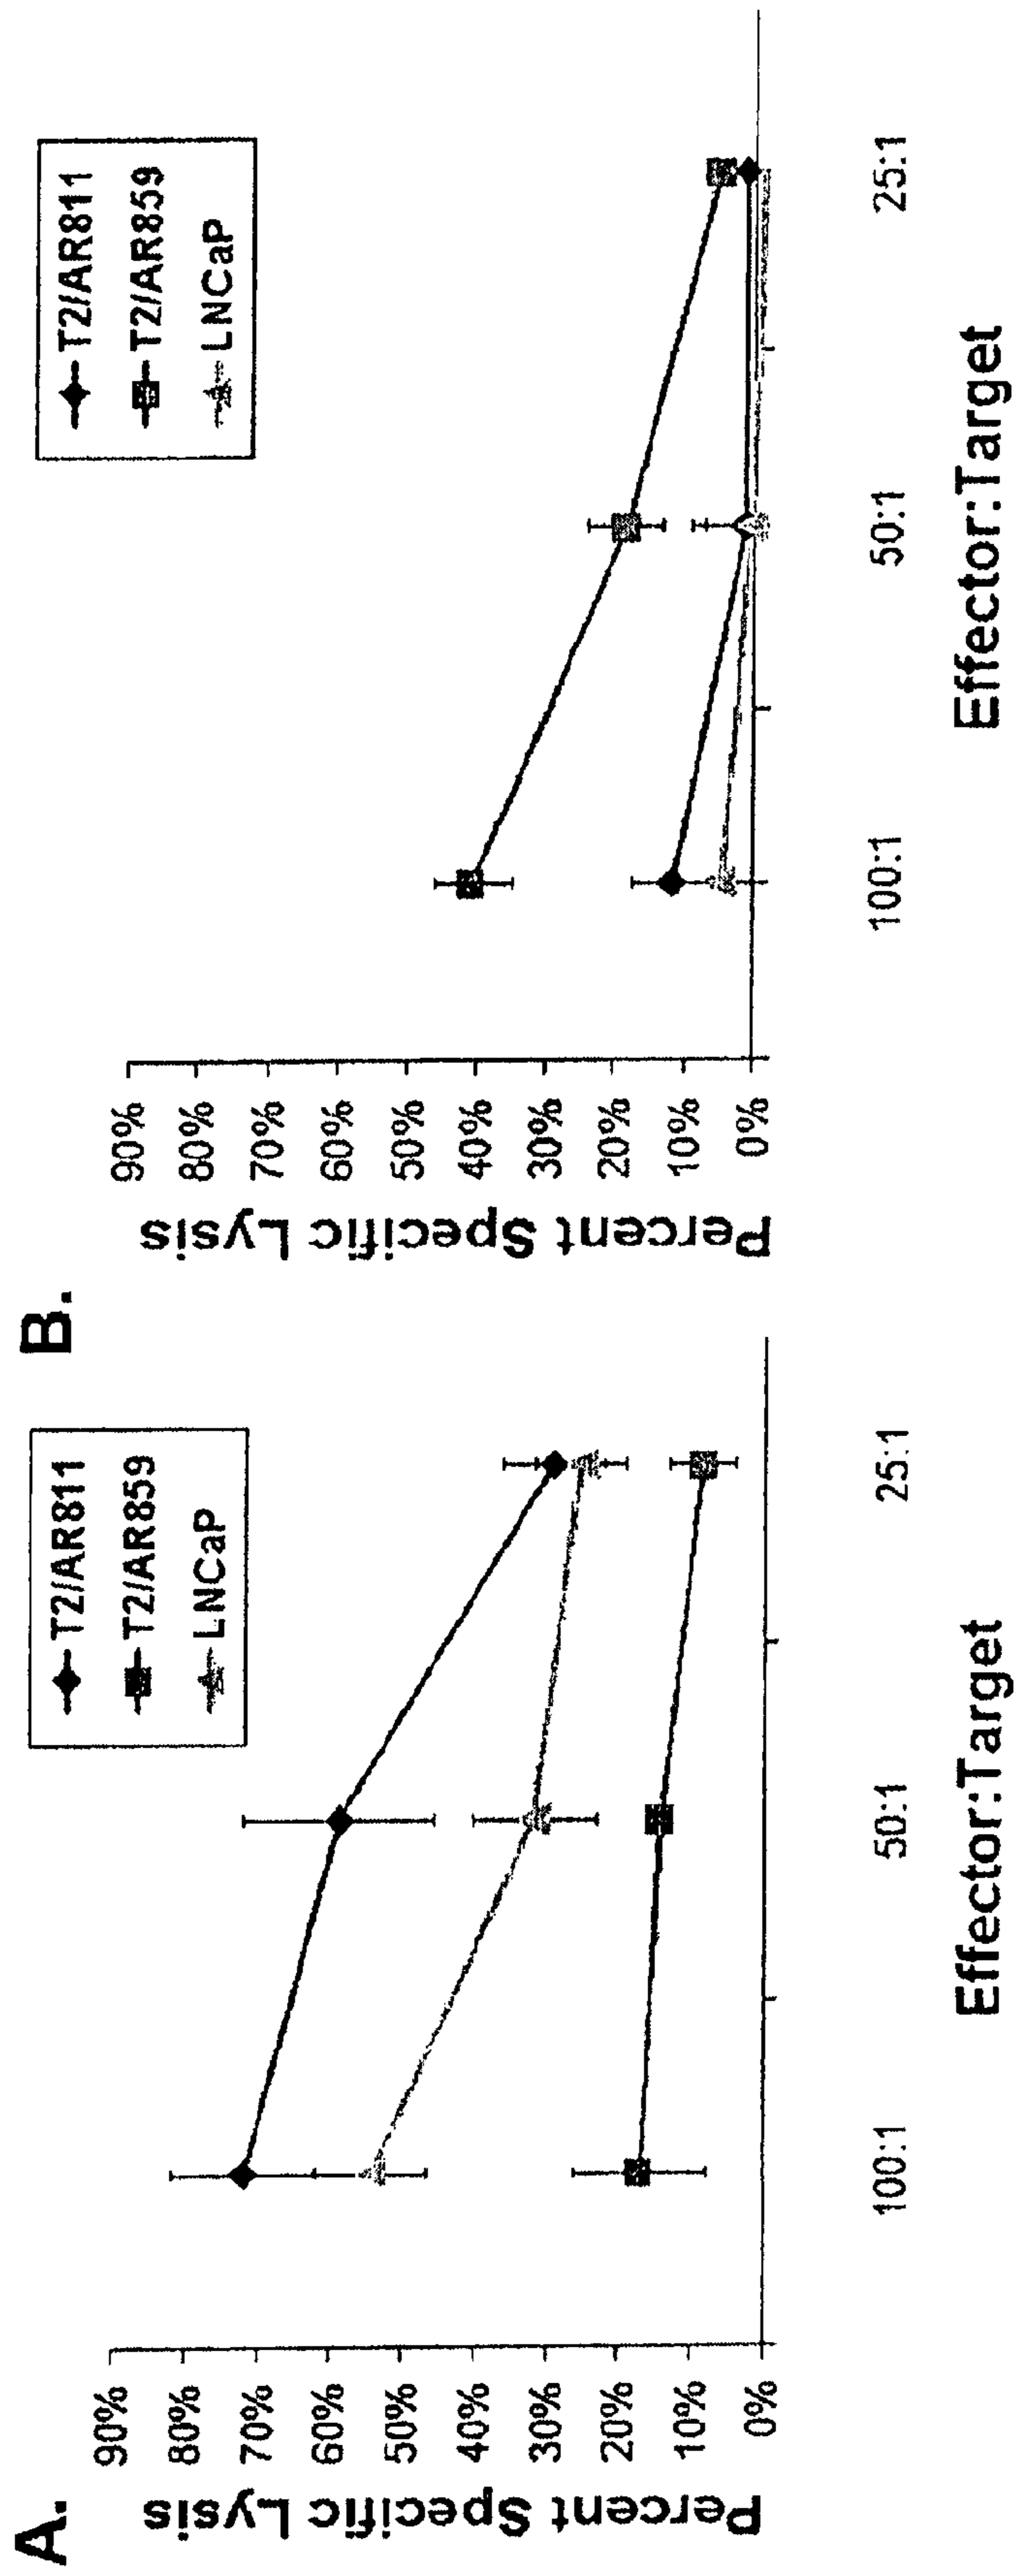 A.
Percent Specific Lysis
90%
80%
70%
60%
50%
40%
30%
20%
10%
0%
100:1
50:1
25:1
Effector:Target
T2/AR811
T2/AR859
LNCaP
B.
Percent Specific Lysis
90%
80%
70%
60%
50%
40%
30%
20%
10%
0%
100:1
50:1
25:1
Effector:Target
T2/AR811
T2/AR859
LNCaP